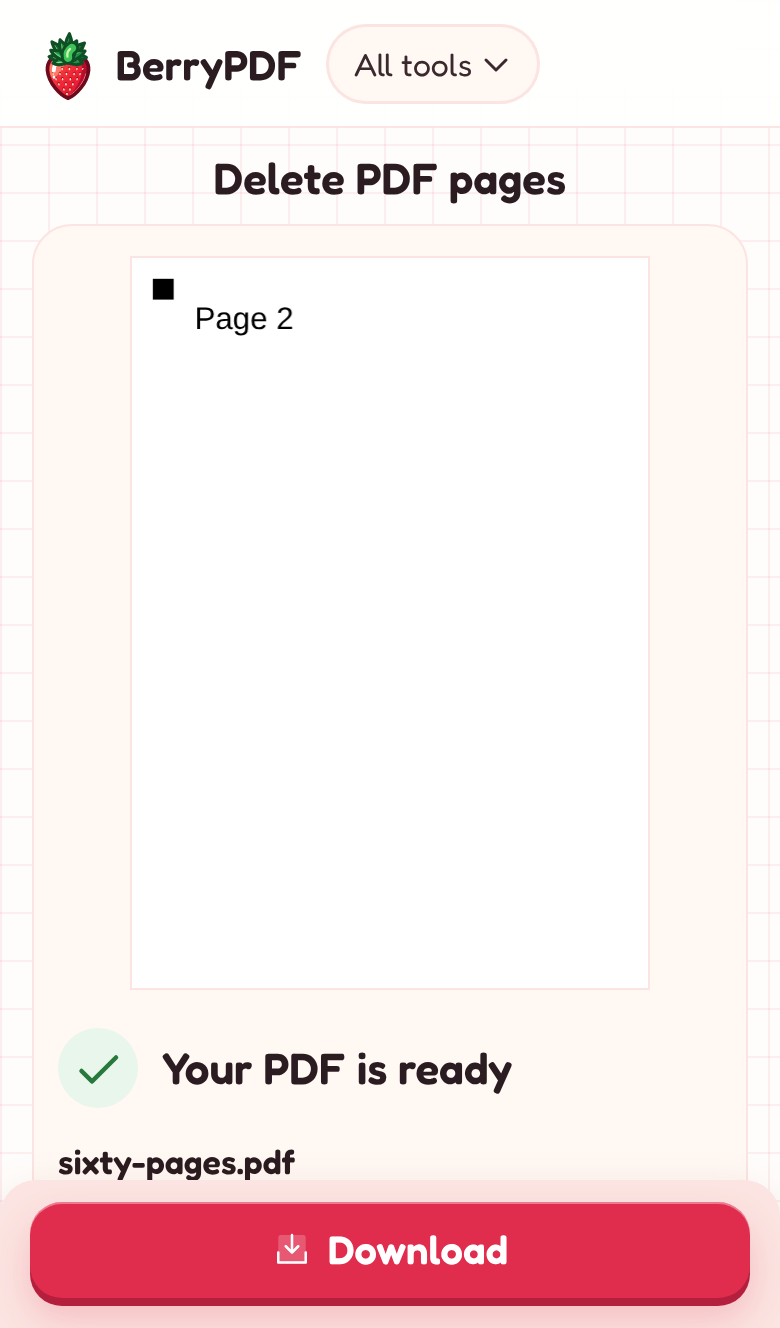 BerryPDF All tools
Delete PDF pages
Page 2
Your PDF is ready
sixty-pages.pdf
Download